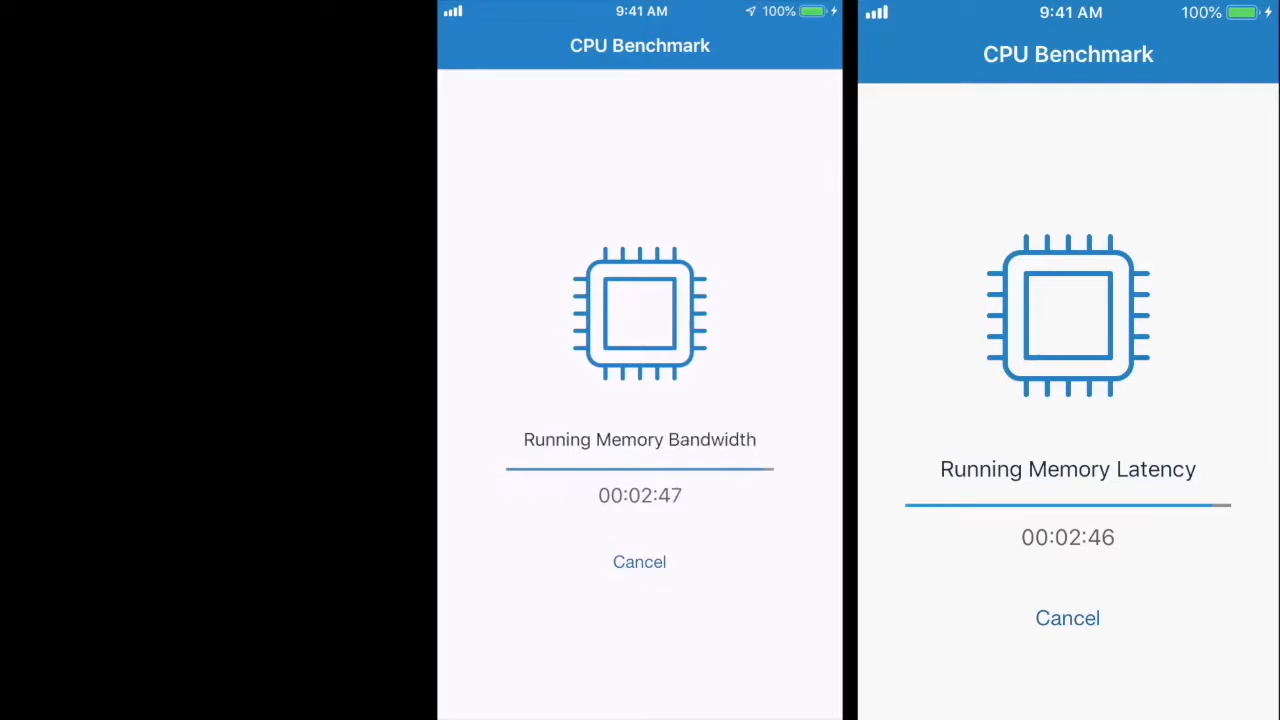 9:41 AM
100%
CPU Benchmark
Running Memory Bandwidth
00:02:47
Cancel
9:41 AM
100%
CPU Benchmark
Running Memory Latency
00:02:46
Cancel